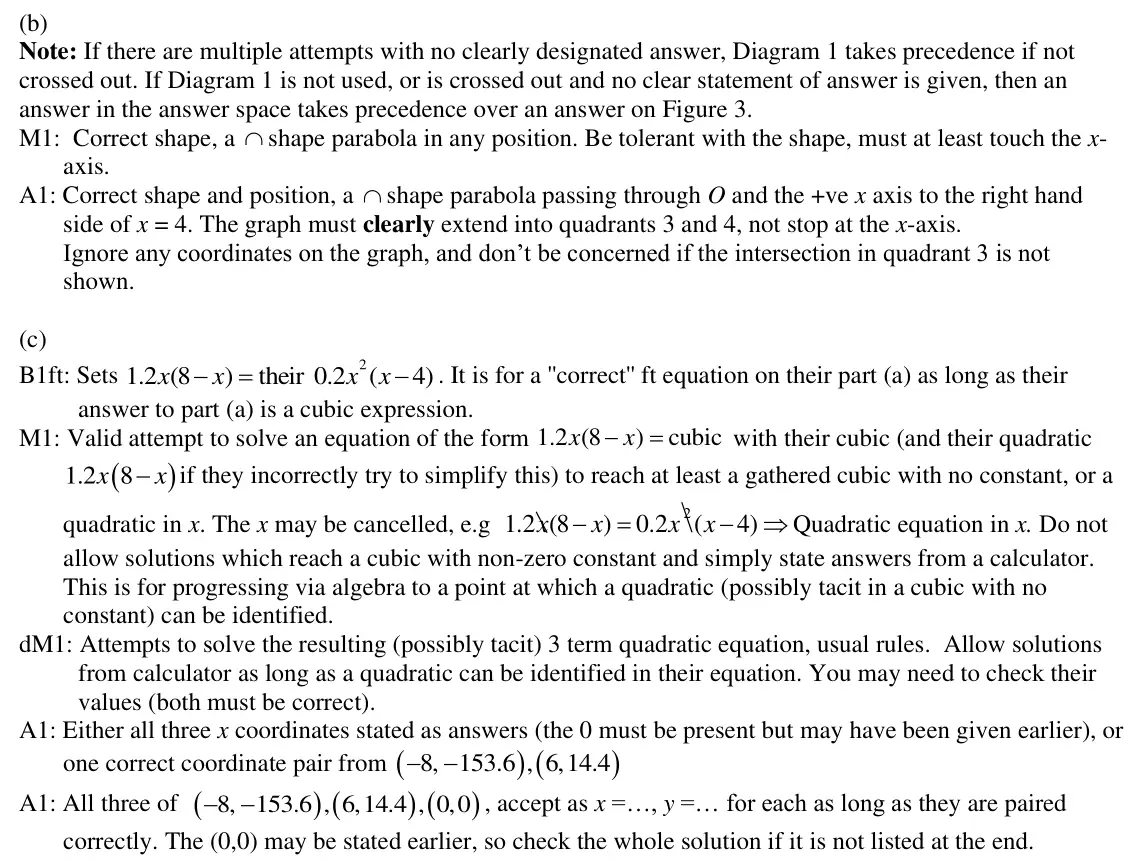 (b)
Note: If there are multiple attempts with no clearly designated answer, Diagram 1 takes precedence if not
crossed out. If Diagram 1 is not used, or is crossed out and no clear statement of answer is given, then an
answer in the answer space takes precedence over an answer on Figure 3.
M1: Correct shape, a ∩ shape parabola in any position. Be tolerant with the shape, must at least touch the x-
axis.
A1: Correct shape and position, a ∩ shape parabola passing through O and the +ve x axis to the right hand
side of x = 4. The graph must clearly extend into quadrants 3 and 4, not stop at the x-axis.
Ignore any coordinates on the graph, and don’t be concerned if the intersection in quadrant 3 is not
shown.
(c)
B1ft: Sets 1.2x(8 − x) = their 0.2x²(x − 4). It is for a "correct" ft equation on their part (a) as long as their
answer to part (a) is a cubic expression.
M1: Valid attempt to solve an equation of the form 1.2x(8 − x) = cubic with their cubic (and their quadratic
1.2x(8 − x) if they incorrectly try to simplify this) to reach at least a gathered cubic with no constant, or a
quadratic in x. The x may be cancelled, e.g 1.2x(8 − x) = 0.2x²(x − 4) ⇒ Quadratic equation in x. Do not
allow solutions which reach a cubic with non-zero constant and simply state answers from a calculator.
This is for progressing via algebra to a point at which a quadratic (possibly tacit in a cubic with no
constant) can be identified.
dM1: Attempts to solve the resulting (possibly tacit) 3 term quadratic equation, usual rules. Allow solutions
from calculator as long as a quadratic can be identified in their equation. You may need to check their
values (both must be correct).
A1: Either all three x coordinates stated as answers (the 0 must be present but may have been given earlier), or
one correct coordinate pair from (−8, −153.6), (6, 14.4)
A1: All three of (−8, −153.6), (6, 14.4), (0, 0), accept as x =…, y =… for each as long as they are paired
correctly. The (0,0) may be stated earlier, so check the whole solution if it is not listed at the end.